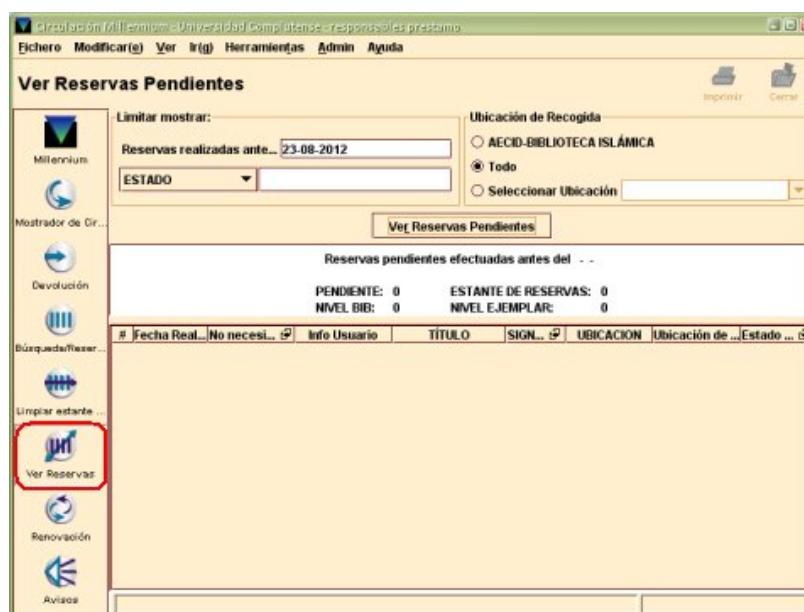 Circulación Millennium - Universidad Complutense - responsables prestamo
Fichero Modificar(e) Ver Ir(g) Herramientas Admin Ayuda
Ver Reservas Pendientes
Imprimir Cerrar
Limitar mostrar:
Reservas realizadas ante... 23-08-2012
ESTADO
Ubicación de Recogida
AECID-BIBLIOTECA ISLÁMICA
Todo
Seleccionar Ubicación
Ver Reservas Pendientes
Reservas pendientes efectuadas antes del - -
PENDIENTE: 0 ESTANTE DE RESERVAS: 0
NIVEL BIB: 0 NIVEL EJEMPLAR: 0
# Fecha Real... No necesi... Info Usuario TÍTULO SIGN... UBICACION Ubicación de ... Estado ...
Millennium
Mostrador de Cir...
Devolución
Búsqueda/Reser...
Limpiar estante ...
Ver Reservas
Renovación
Avisos